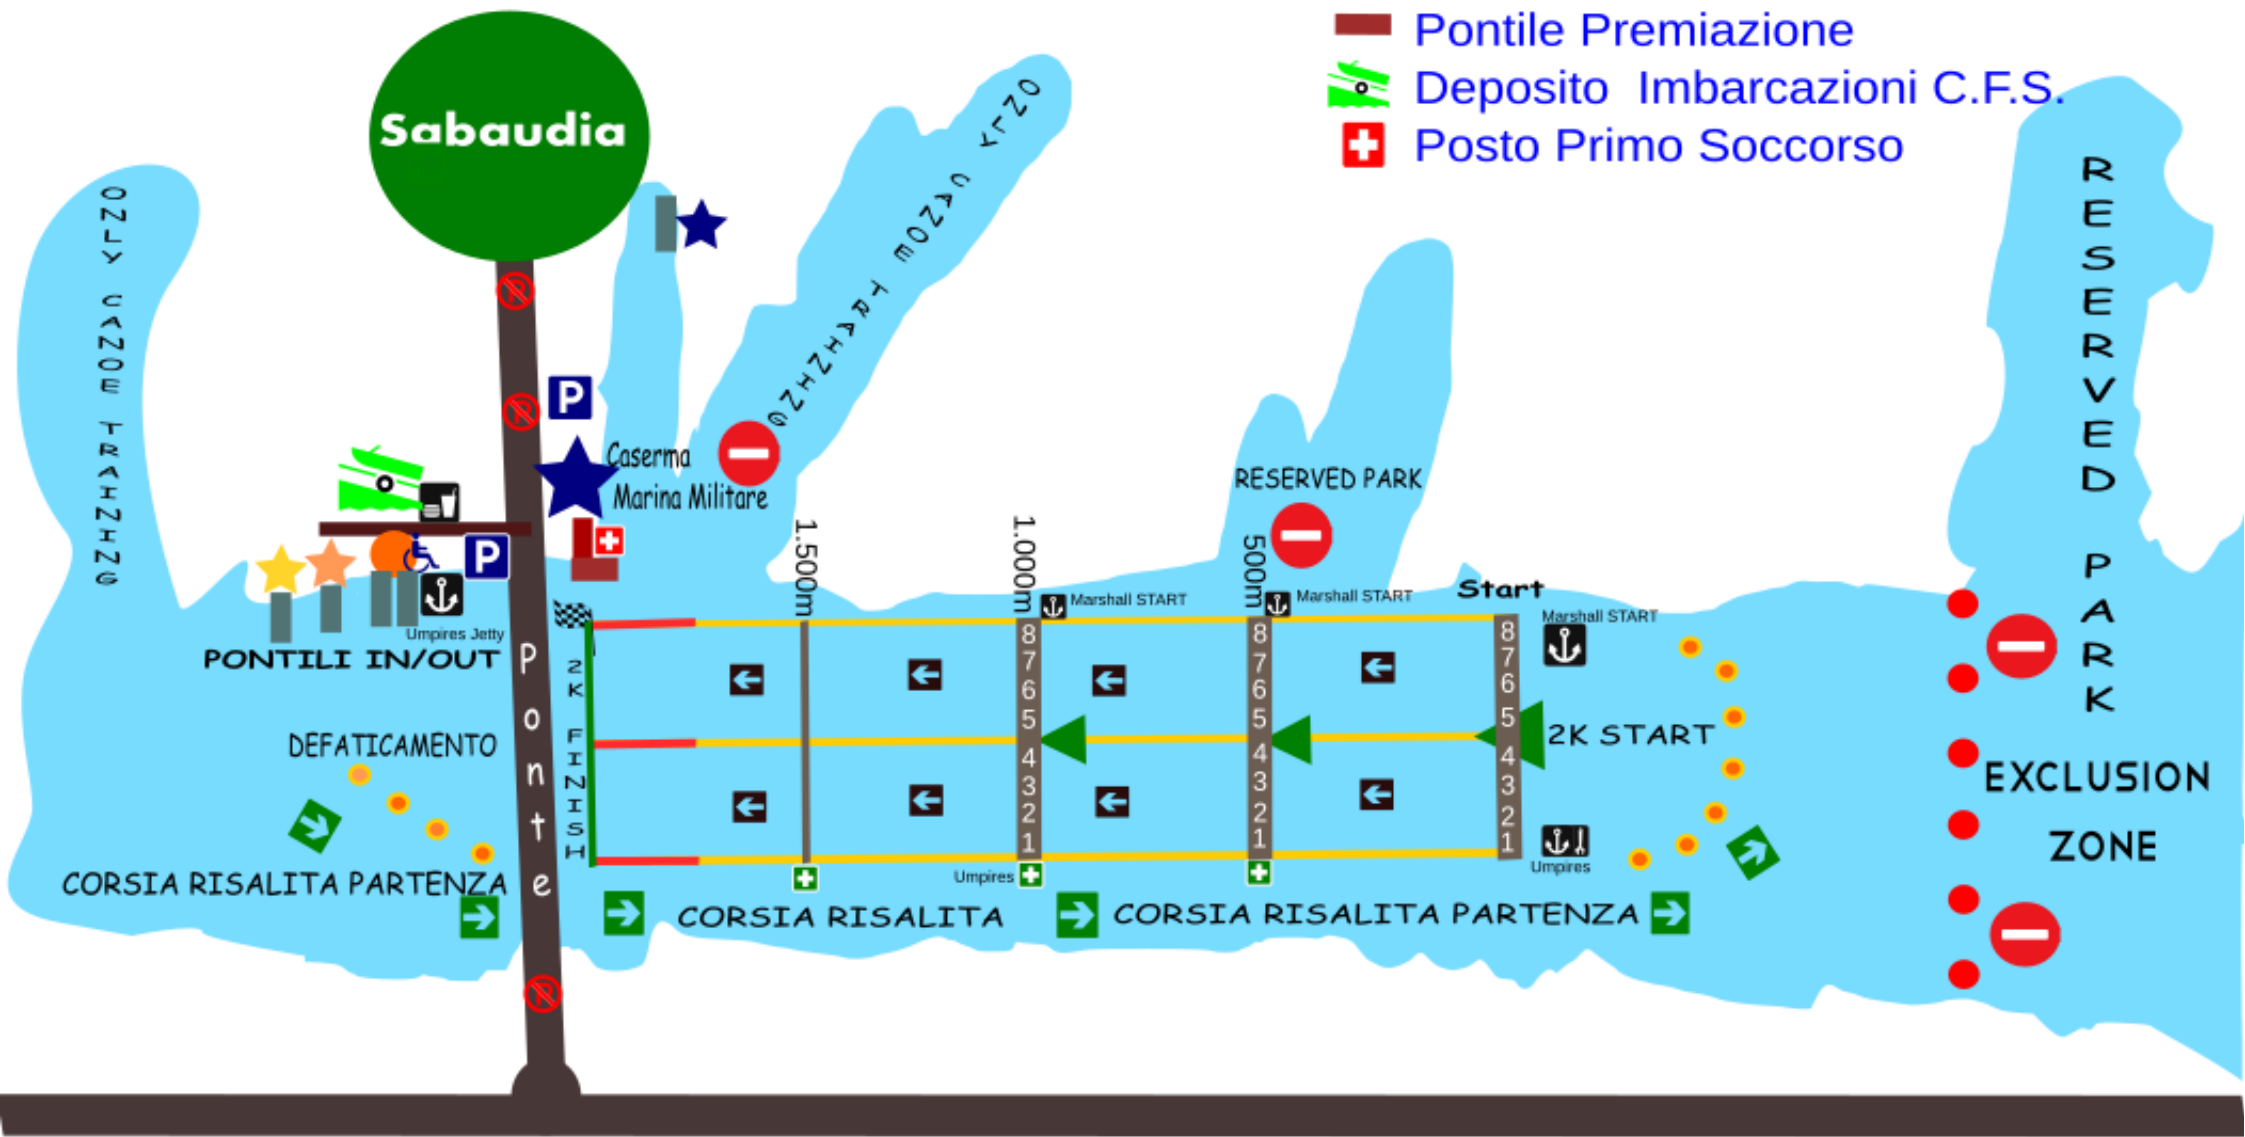 Pontile Premiazione
Deposito Imbarcazioni C.F.S.
Posto Primo Soccorso
Sabaudia
ONLY CANOE TRAINING
ONLY CANOE TRAINING
RESERVED PARK
P
Caserma
Marina Militare
RESERVED PARK
P
1.500m
1.000m
500m
Start
Marshall START
Marshall START
Marshall START
Umpires Jetty
PONTILI IN/OUT
Ponte
2K FINISH
8
7
6
5
4
3
2
1
8
7
6
5
4
3
2
1
8
7
6
5
4
3
2
1
2K START
DEFATICAMENTO
EXCLUSION
ZONE
Umpires
Umpires
CORSIA RISALITA PARTENZA
CORSIA RISALITA
CORSIA RISALITA PARTENZA